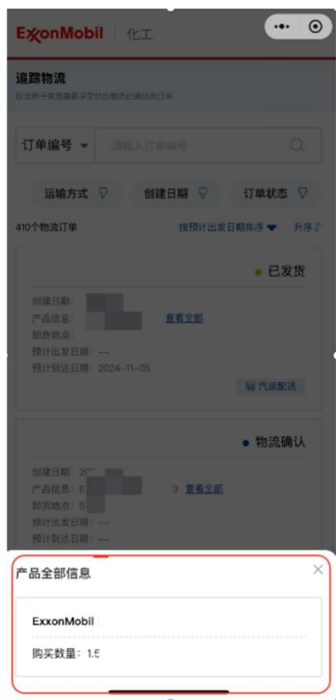 ExxonMobil 化工
追踪物流
订单编号 请输入订单编号
运输方式 创建日期 订单状态
410个物流订单 按预计出发日期排序 升序
已发货
创建日期：
产品信息： 查看全部
卸货地点：
预计出发日期： --
预计到达日期： 2024-11-05
汽运配送
物流确认
创建日期：
产品信息： E 3 查看全部
卸货地点： S
预计出发日期： --
产品全部信息
ExxonMobil
购买数量： 1.5